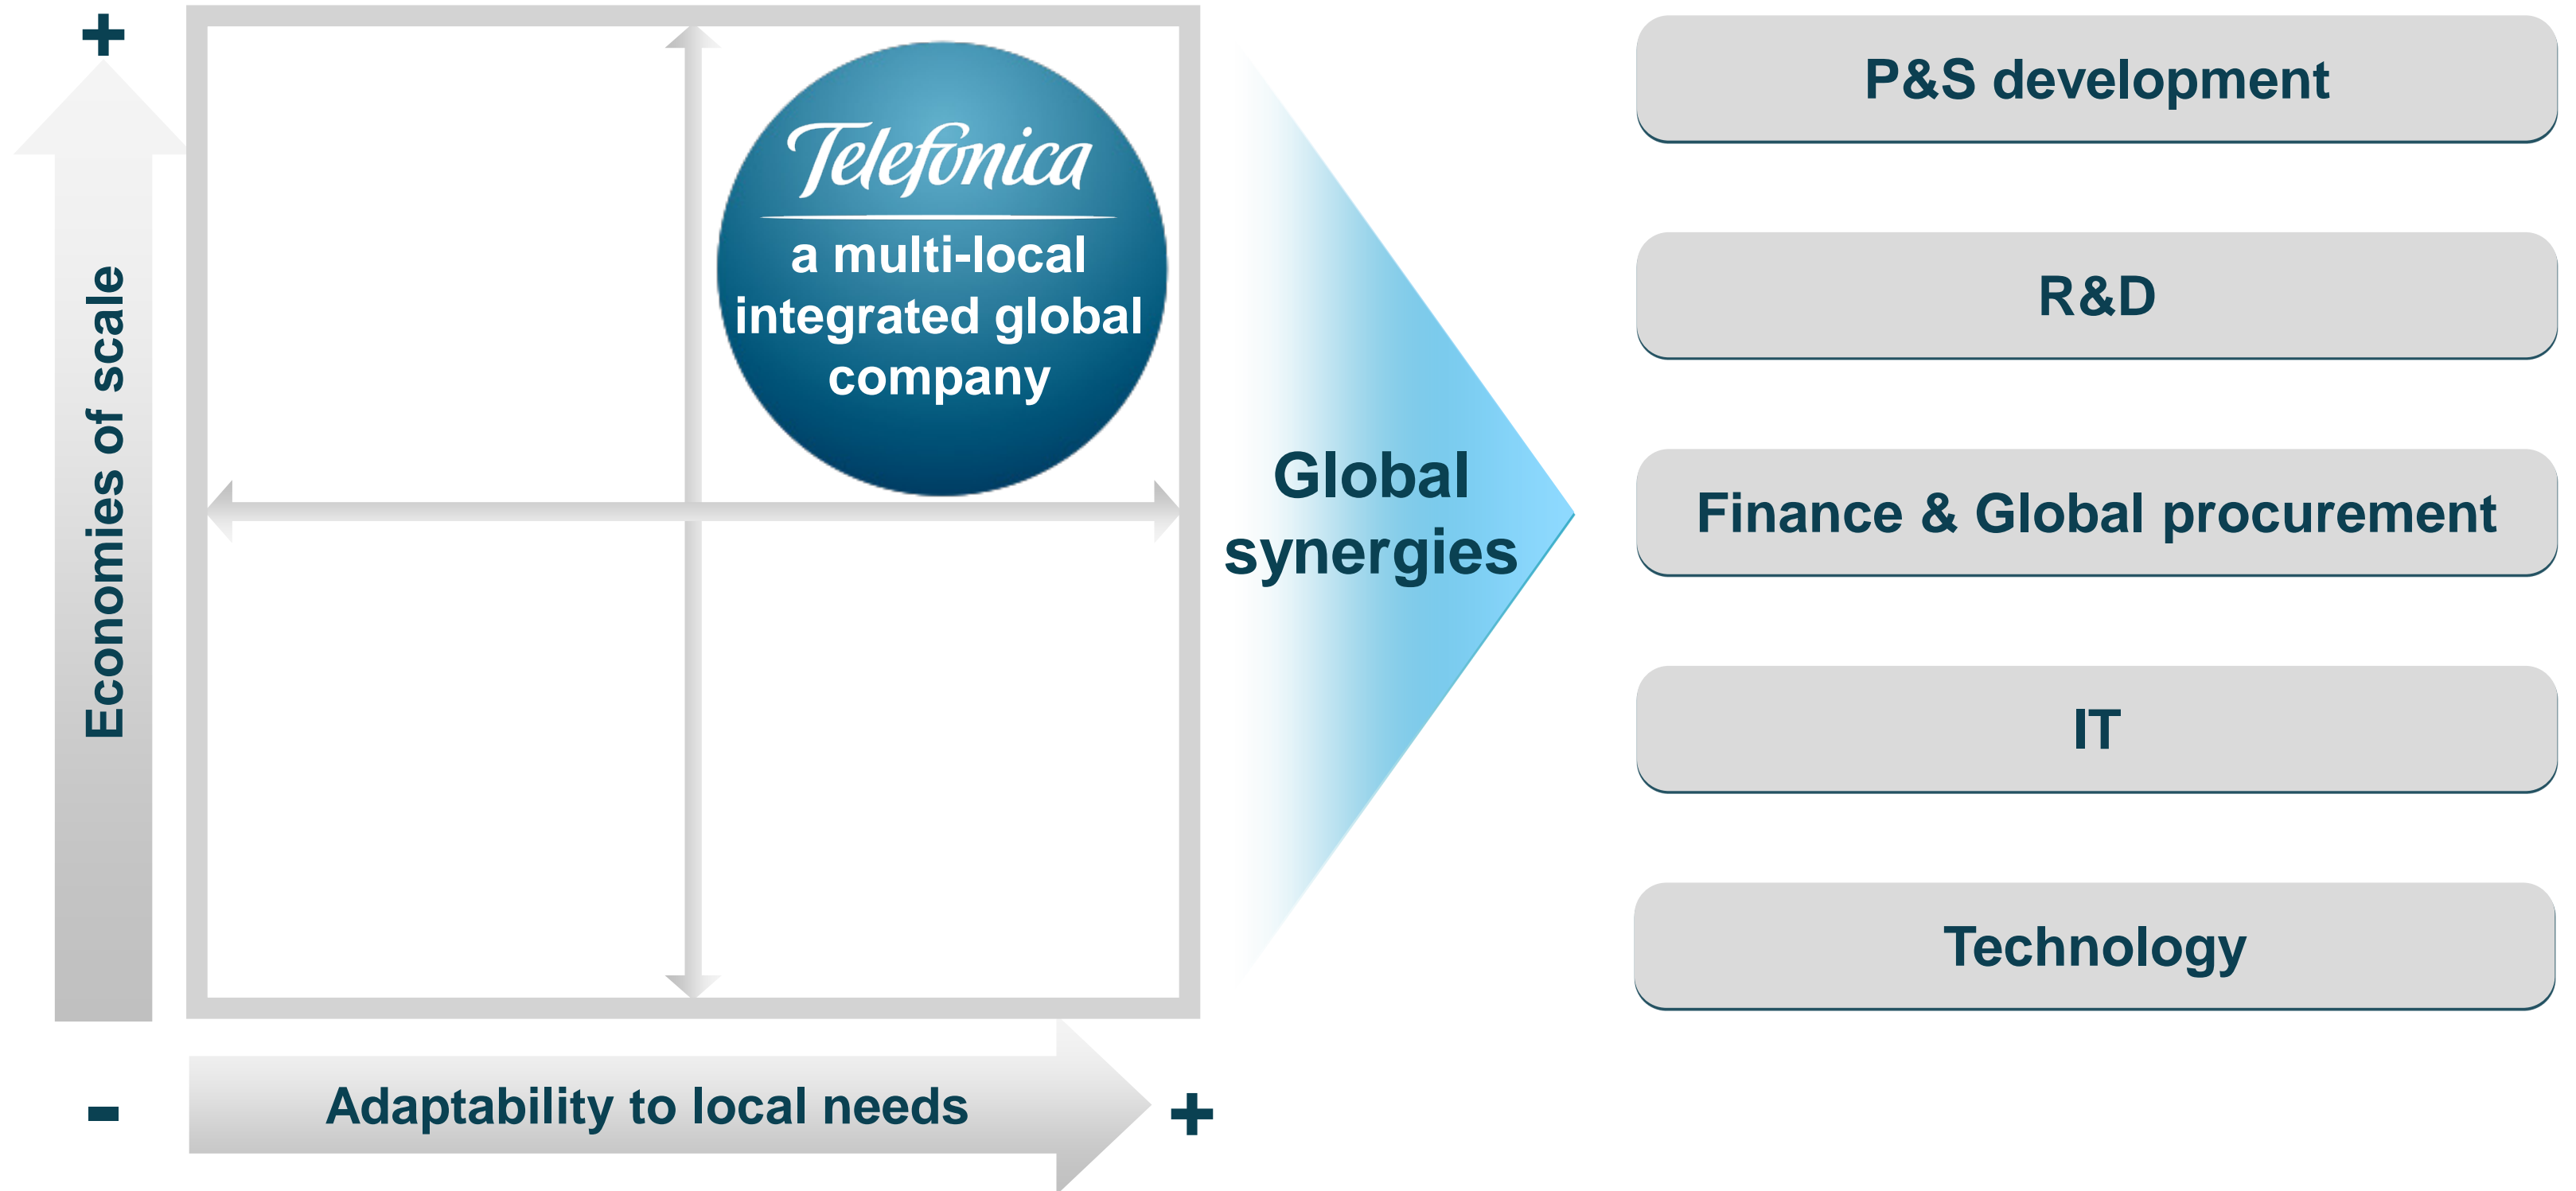 +
Economies of scale
Telefónica
a multi-local
integrated global
company
Global
synergies
P&S development
R&D
Finance & Global procurement
IT
Technology
-
Adaptability to local needs
+